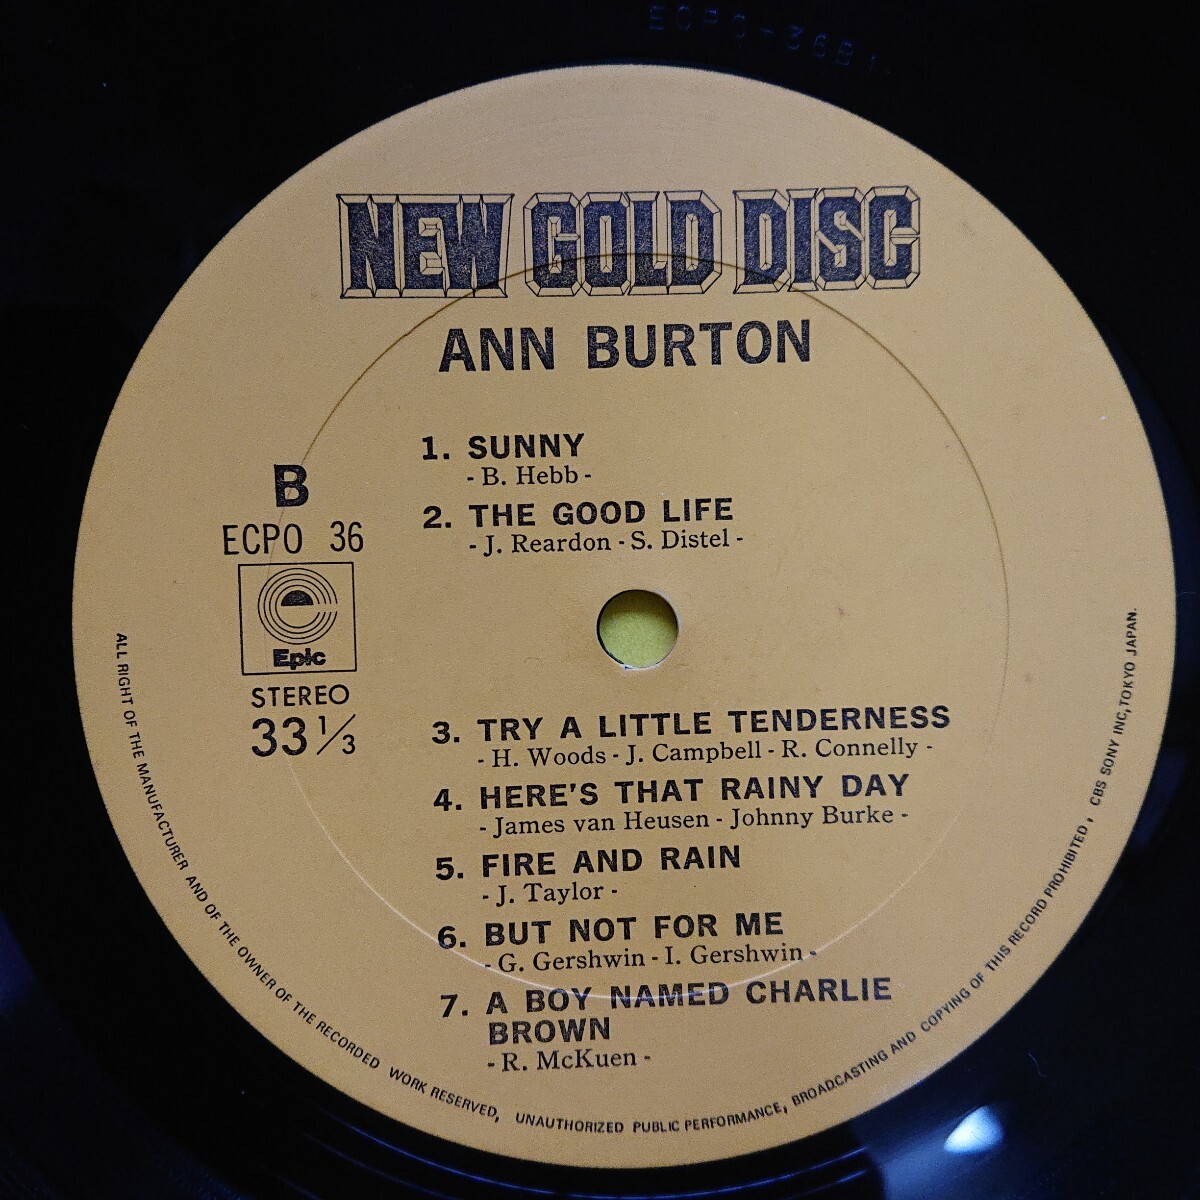 ECPO-36B1
NEW GOLD DISC
ANN BURTON
1. SUNNY
- B. Hebb -
2. THE GOOD LIFE
- J. Reardon - S. Distel -
B
ECPO 36
e
Epic
STEREO
33 1/3
3. TRY A LITTLE TENDERNESS
- H. Woods - J. Campbell - R. Connelly -
4. HERE'S THAT RAINY DAY
- James van Heusen - Johnny Burke -
5. FIRE AND RAIN
- J. Taylor -
6. BUT NOT FOR ME
- G. Gershwin - I. Gershwin -
7. A BOY NAMED CHARLIE
BROWN
- R. McKuen -
ALL RIGHT OF THE MANUFACTURER AND OF THE OWNER OF THE RECORDED WORK RESERVED, UNAUTHORIZED PUBLIC PERFORMANCE, BROADCASTING AND COPYING OF THIS RECORD PROHIBITED, CBS SONY INC, TOKYO JAPAN.